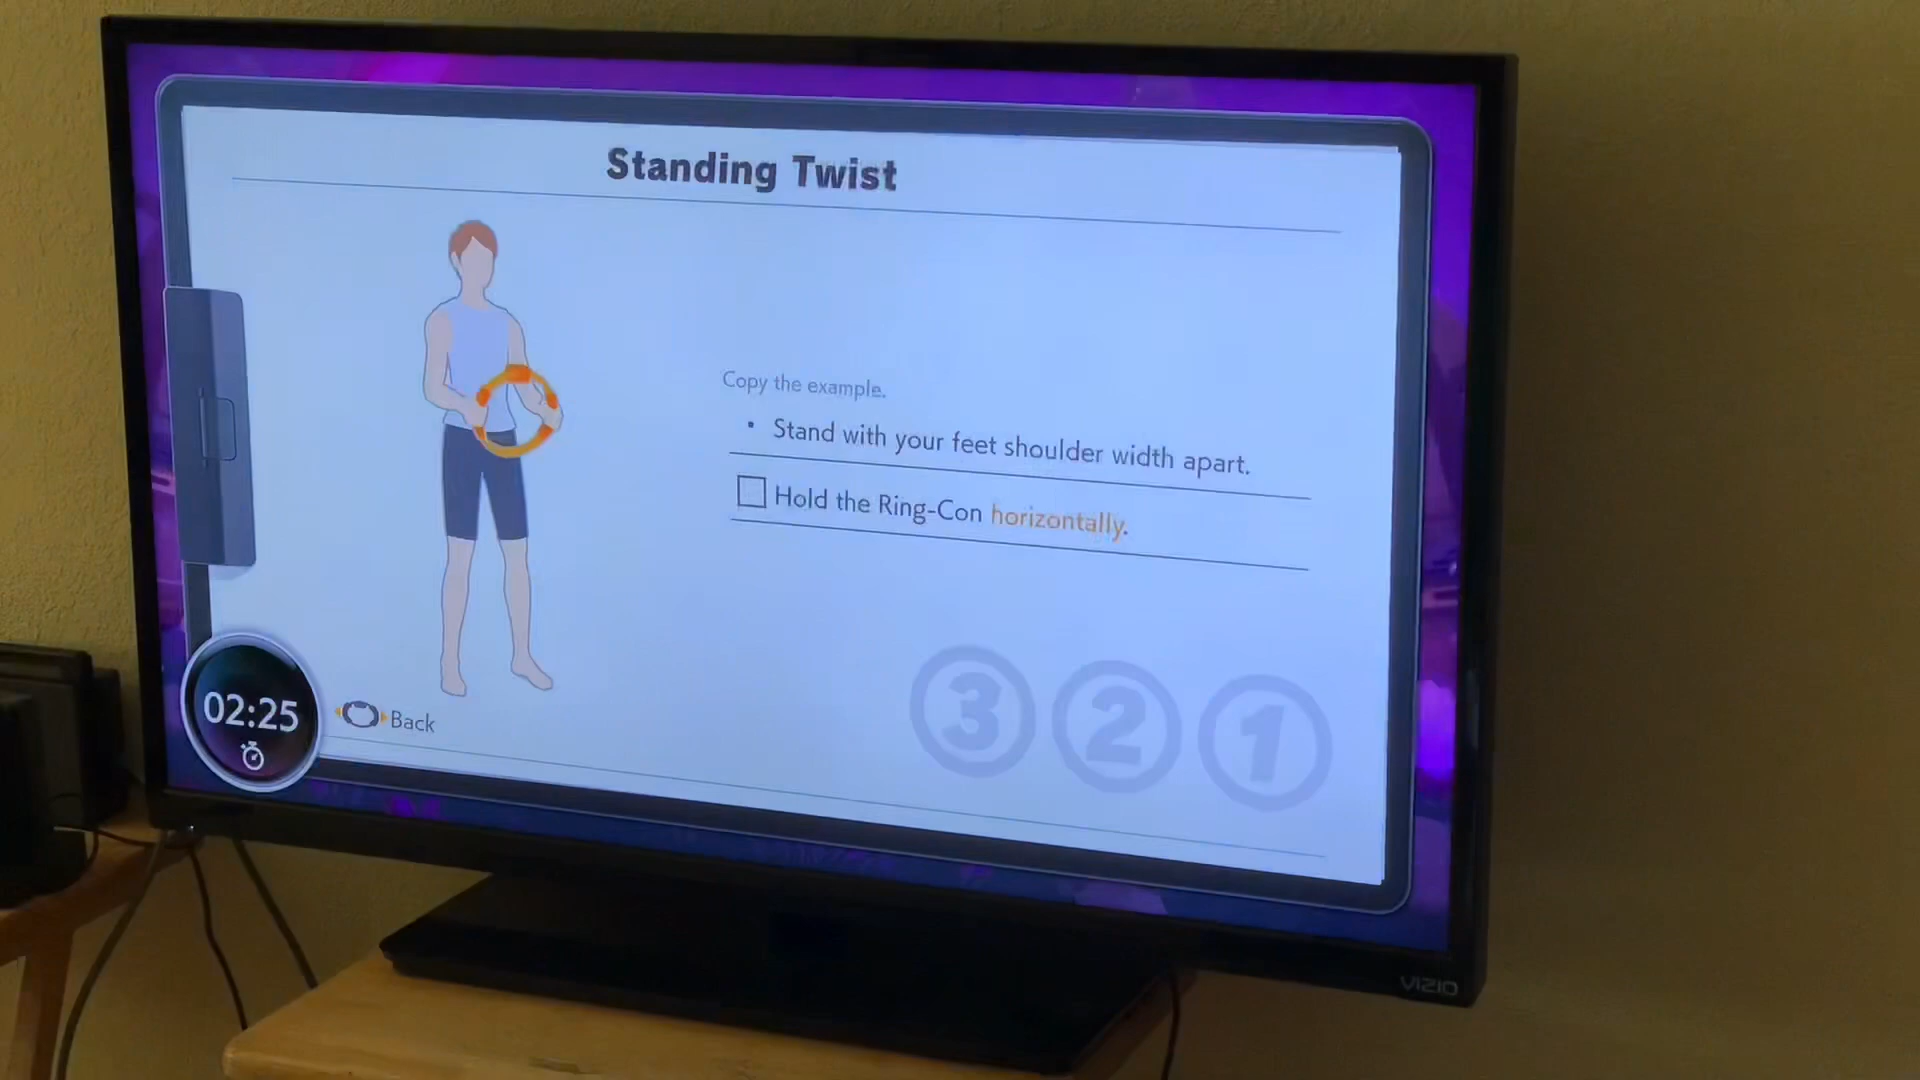 Standing Twist
Copy the example.
• Stand with your feet shoulder width apart.
Hold the Ring-Con horizontally.
3 2 1
02:25
Back
VIZIO